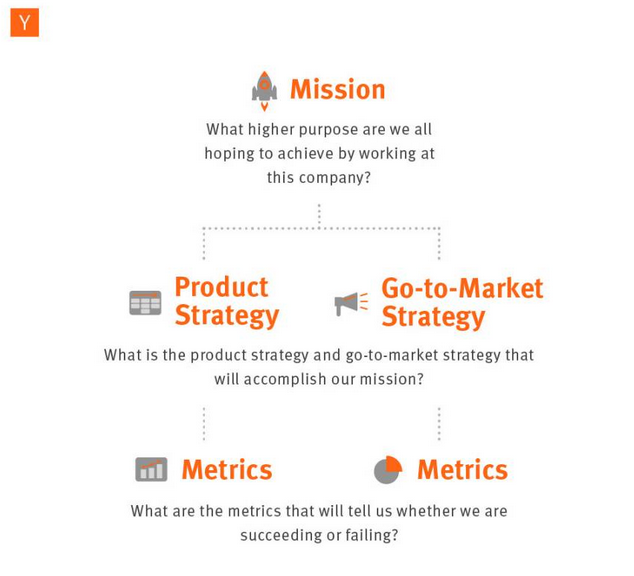 Y
Mission
What higher purpose are we all
hoping to achieve by working at
this company?
Product
Strategy
Go-to-Market
Strategy
What is the product strategy and go-to-market strategy that
will accomplish our mission?
Metrics
Metrics
What are the metrics that will tell us whether we are
succeeding or failing?